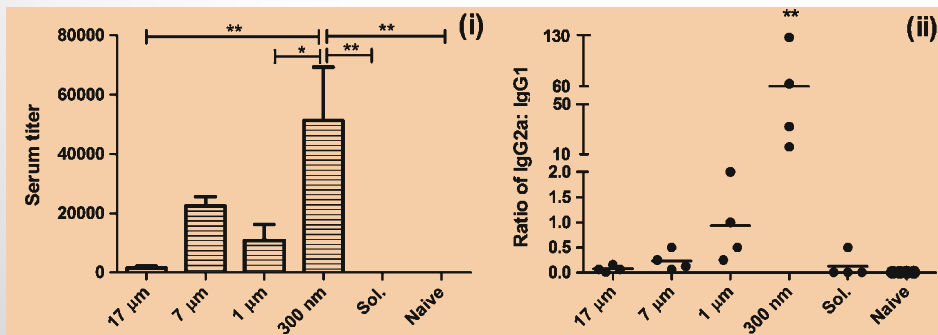 (i)
Serum titer
80000
60000
40000
20000
0
** **
* **
17 μm 7 μm 1 μm 300 nm Sol. Naive
(ii)
Ratio of IgG2a: IgG1
**
130
60
50
10
2.0
1.5
1.0
0.5
0.0
17 μm 7 μm 1 μm 300 nm Sol. Naive